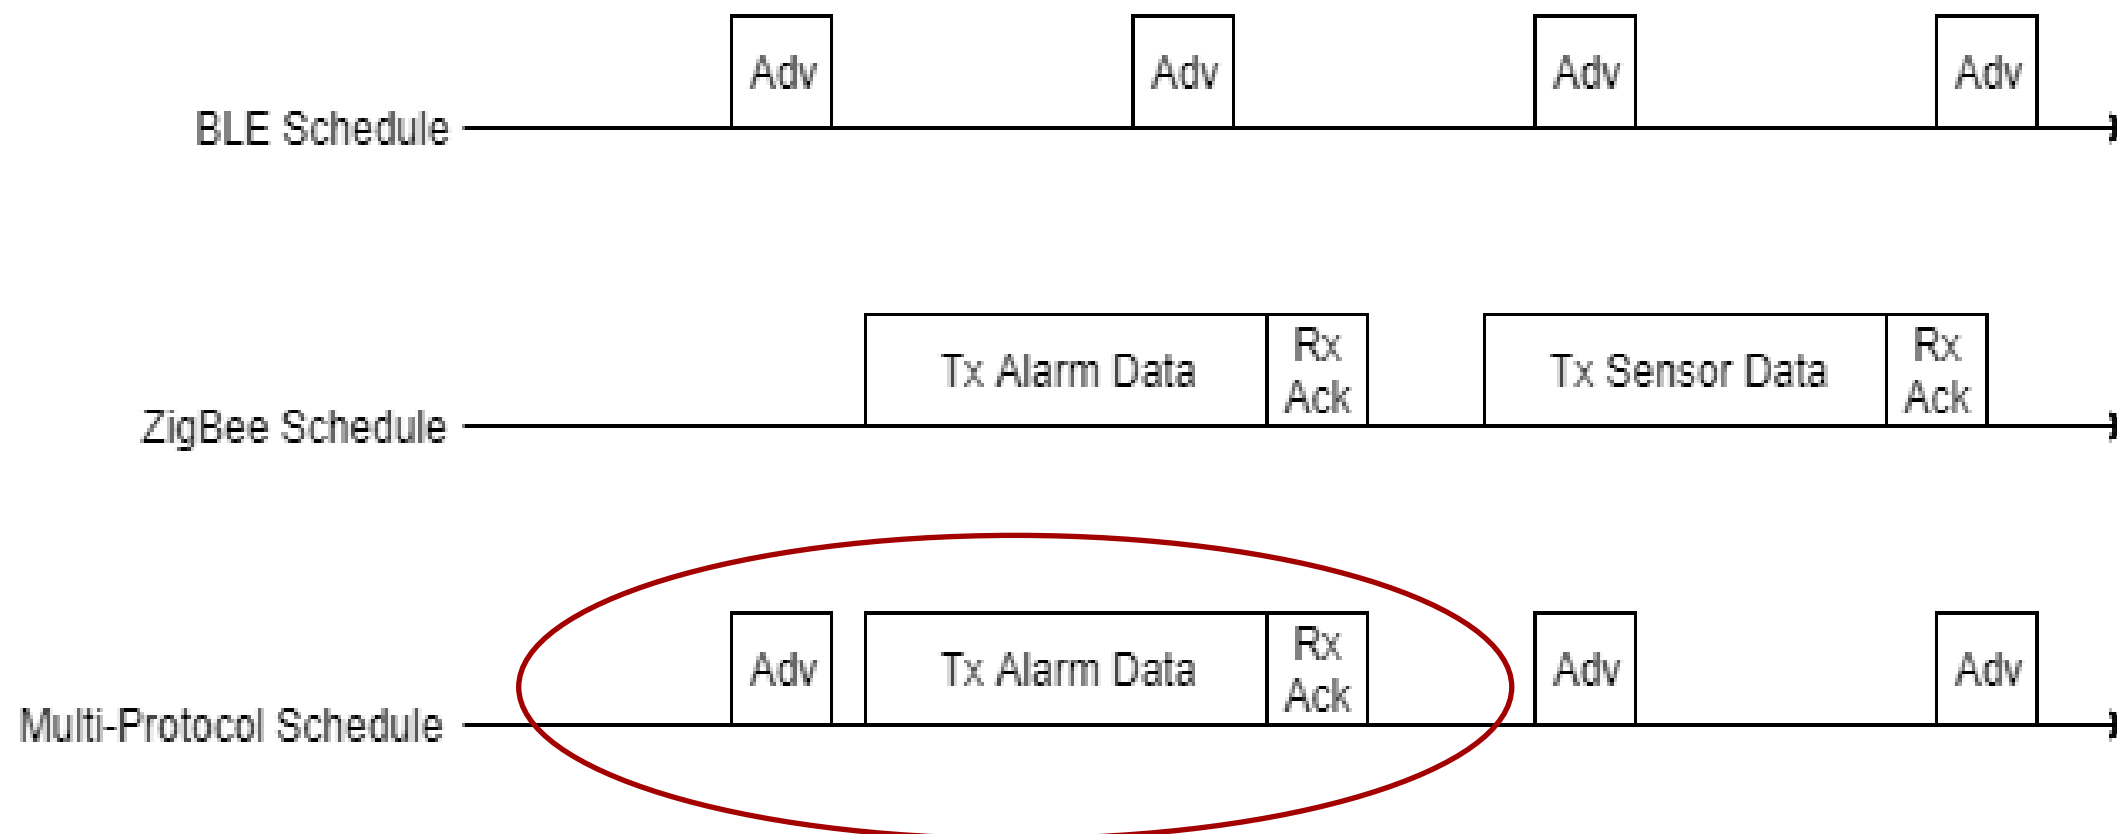 Adv Adv Adv Adv
BLE Schedule
Tx Alarm Data Rx Ack Tx Sensor Data Rx Ack
ZigBee Schedule
Adv Tx Alarm Data Rx Ack Adv Adv
Multi-Protocol Schedule